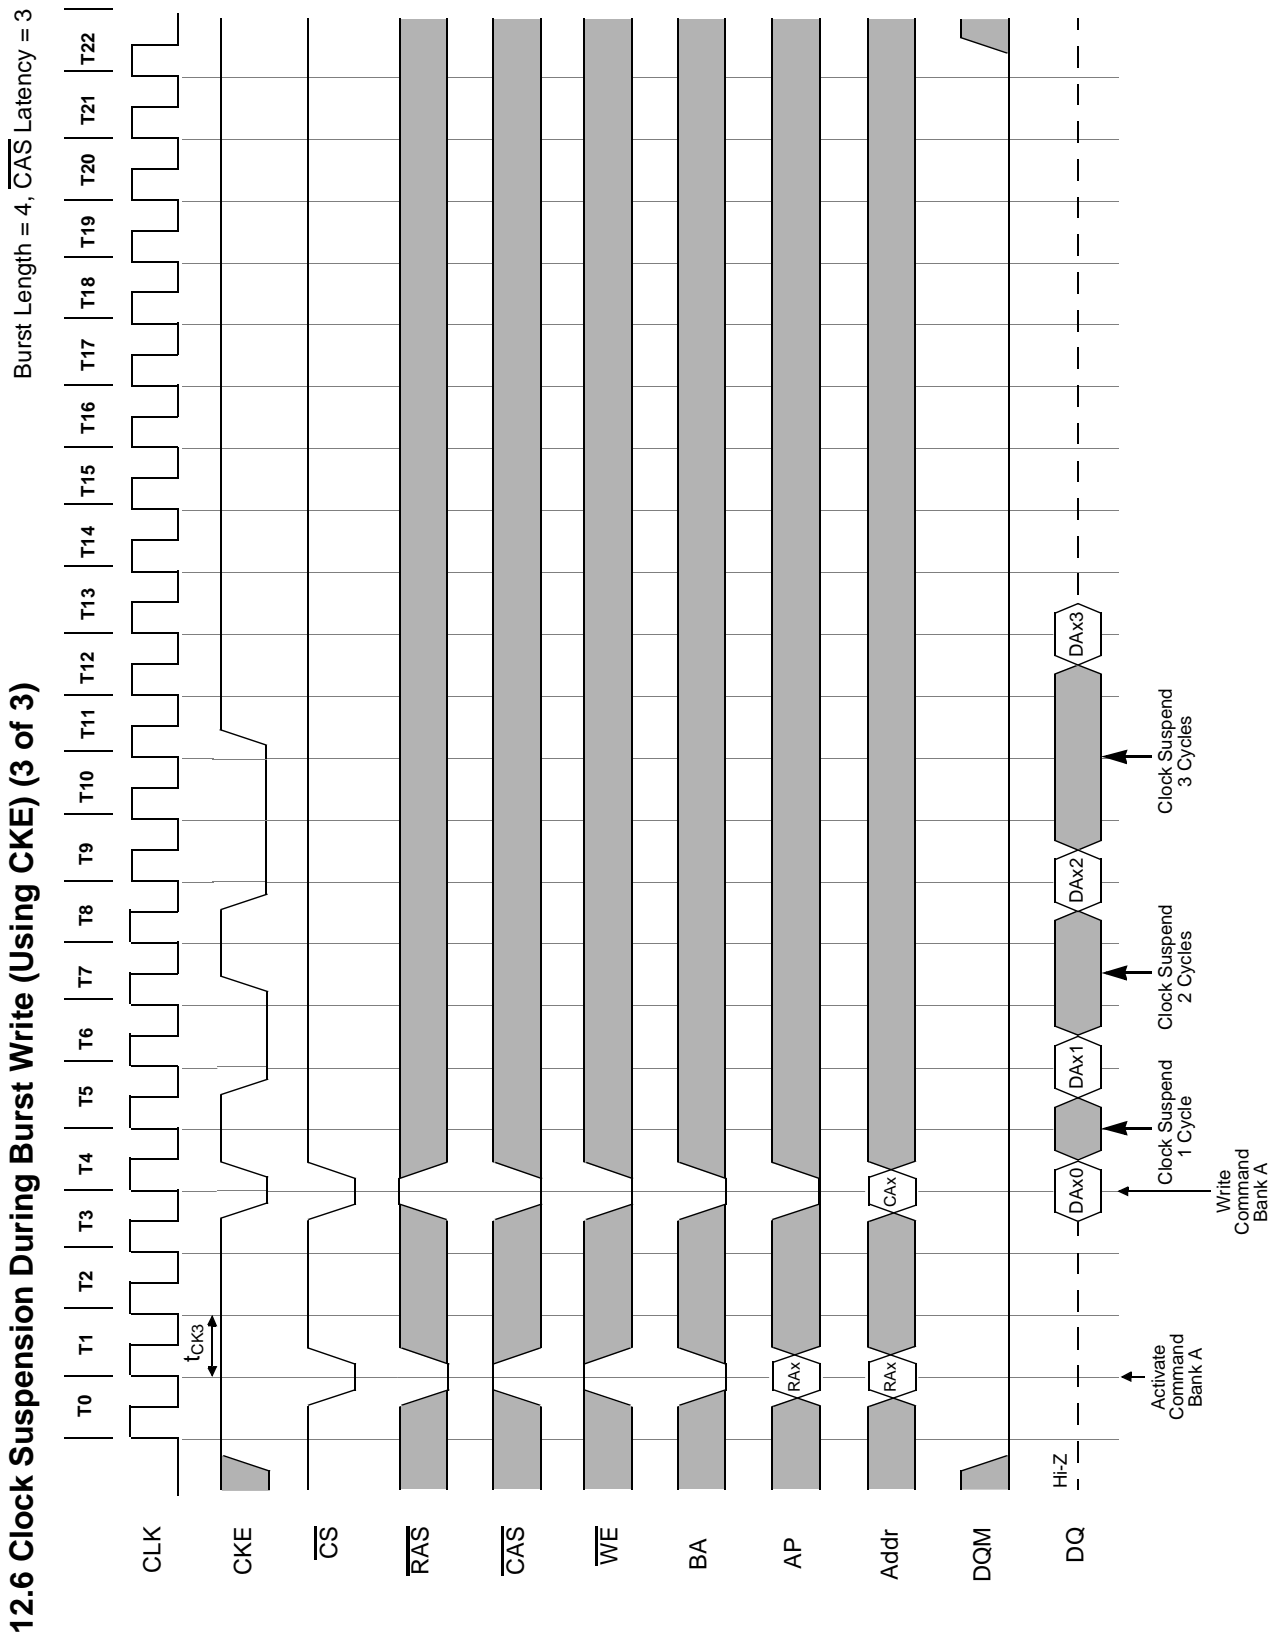 12.6 Clock Suspension During Burst Write (Using CKE) (3 of 3)
Burst Length = 4, CAS Latency = 3
T0 T1 T2 T3 T4 T5 T6 T7 T8 T9 T10 T11 T12 T13 T14 T15 T16 T17 T18 T19 T20 T21 T22
CLK
tCK3
CKE
CS
RAS
CAS
WE
BA
AP
RAx
Addr
RAx CAx
DQM
DQ
Hi-Z
DAx0 DAx1 DAx2 DAx3
Activate
Command
Bank A
Write
Command
Bank A
Clock Suspend
1 Cycle
Clock Suspend
2 Cycles
Clock Suspend
3 Cycles